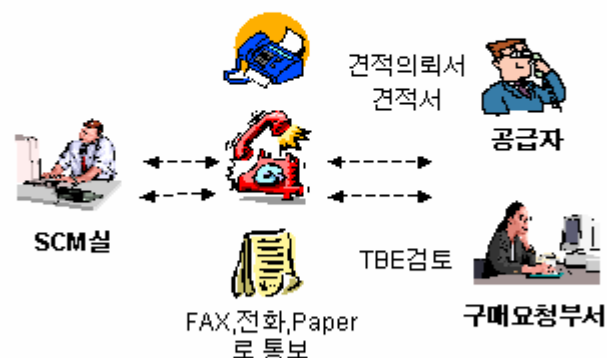 견적의뢰서
견적서
공급자
SCM실
TBE검토
구매요청부서
FAX,전화,Paper
로 통보